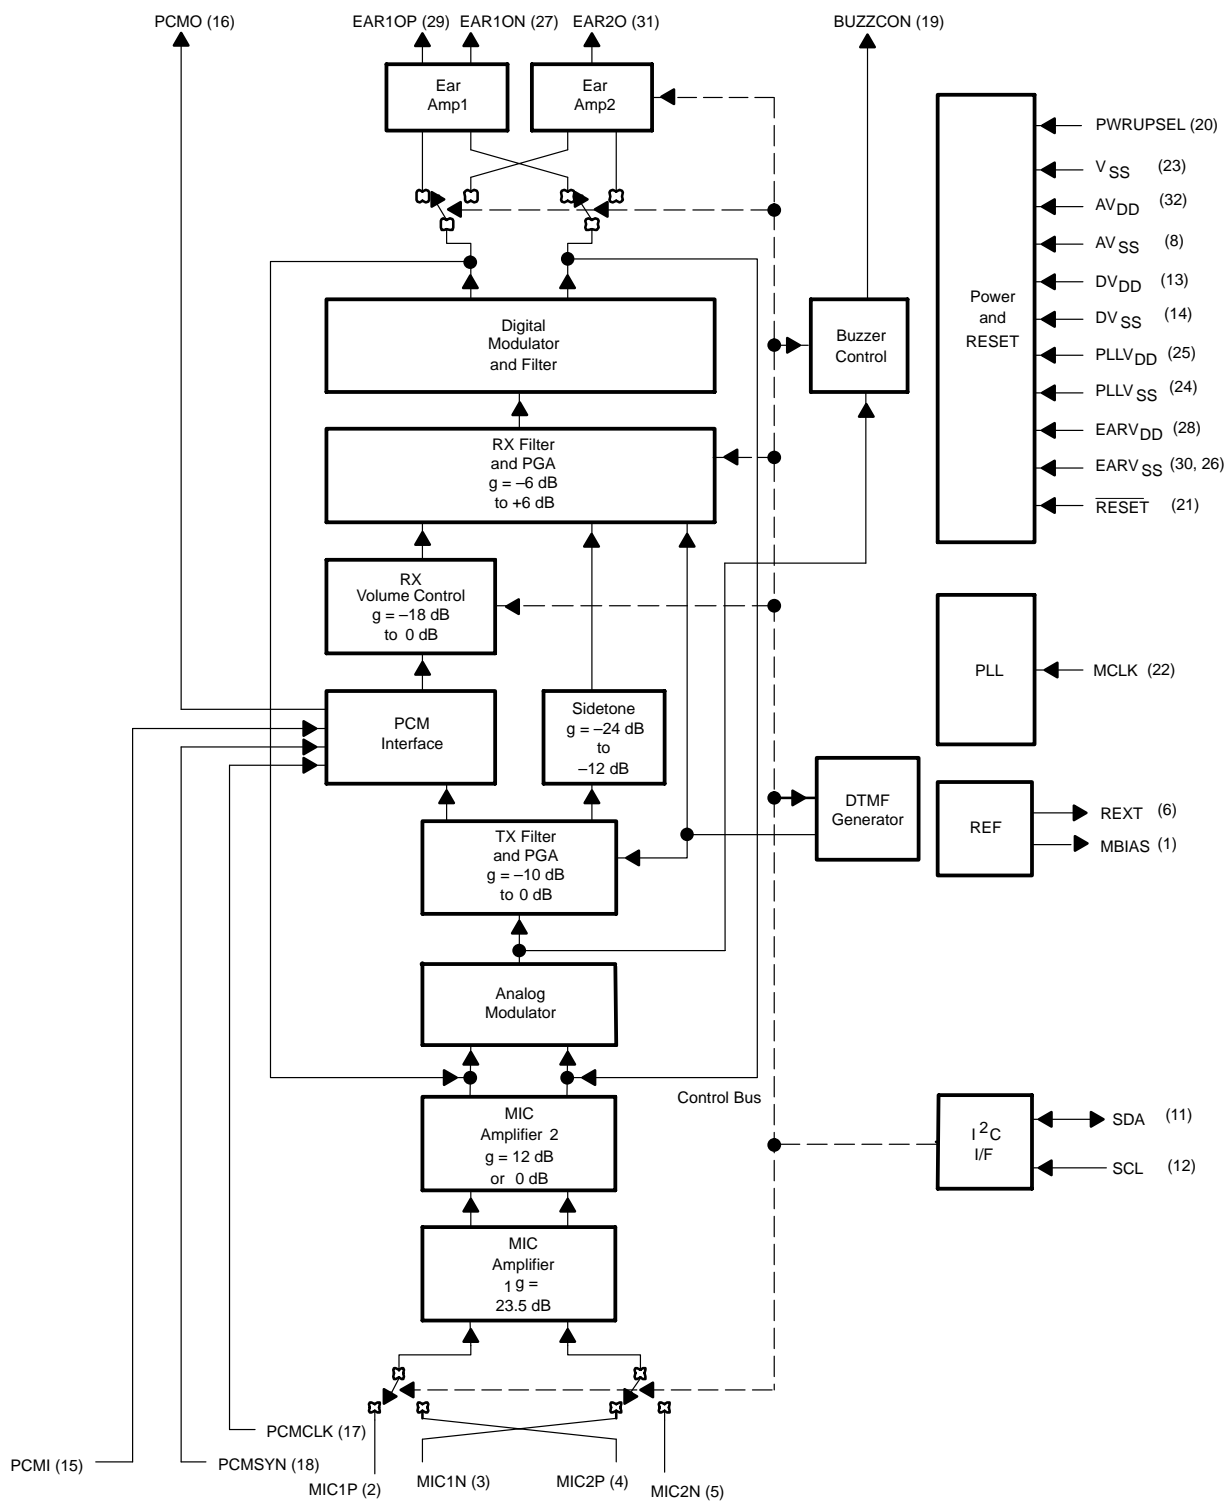 PCMO (16)
EAR1OP (29)
EAR1ON (27)
EAR2O (31)
BUZZCON (19)
Ear
Amp1
Ear
Amp2
PWRUPSEL (20)
VSS (23)
AVDD (32)
AVSS (8)
DVDD (13)
DVSS (14)
PLLVDD (25)
PLLVSS (24)
EARVDD (28)
EARVSS (30, 26)
RESET (21)
Power
and
RESET
Digital
Modulator
and Filter
Buzzer
Control
RX Filter
and PGA
g = –6 dB
to +6 dB
RX
Volume Control
g = –18 dB
to 0 dB
PLL
MCLK (22)
PCM
Interface
Sidetone
g = –24 dB
to
–12 dB
DTMF
Generator
REF
REXT (6)
MBIAS (1)
TX Filter
and PGA
g = –10 dB
to 0 dB
Analog
Modulator
Control Bus
MIC
Amplifier 2
g = 12 dB
or 0 dB
I2C
I/F
SDA (11)
SCL (12)
MIC
Amplifier
1 g =
23.5 dB
PCMCLK (17)
PCMI (15)
PCMSYN (18)
MIC1P (2)
MIC1N (3)
MIC2P (4)
MIC2N (5)